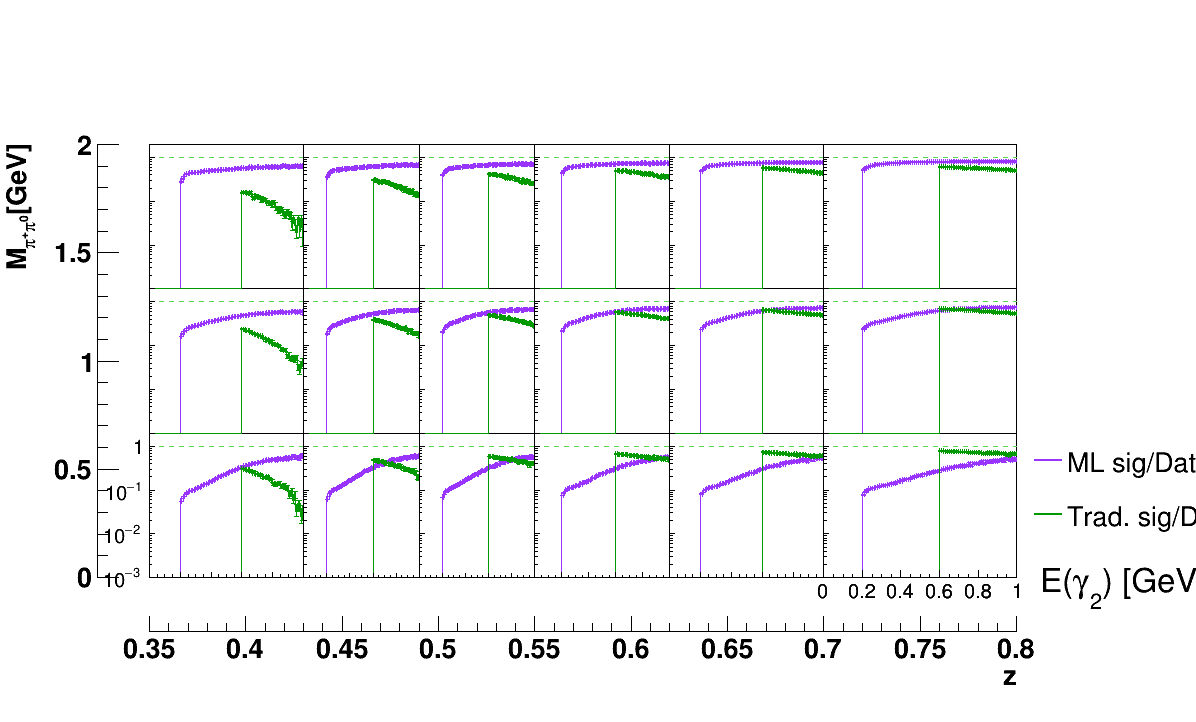 M_{π⁺π⁰} [GeV]
2
1.5
1
0.5
0
1
10⁻¹
10⁻²
10⁻³
ML sig/Dat
Trad. sig/D
E(γ₂) [GeV
0 0.2 0.4 0.6 0.8 1
0.35 0.4 0.45 0.5 0.55 0.6 0.65 0.7 0.75 0.8
z